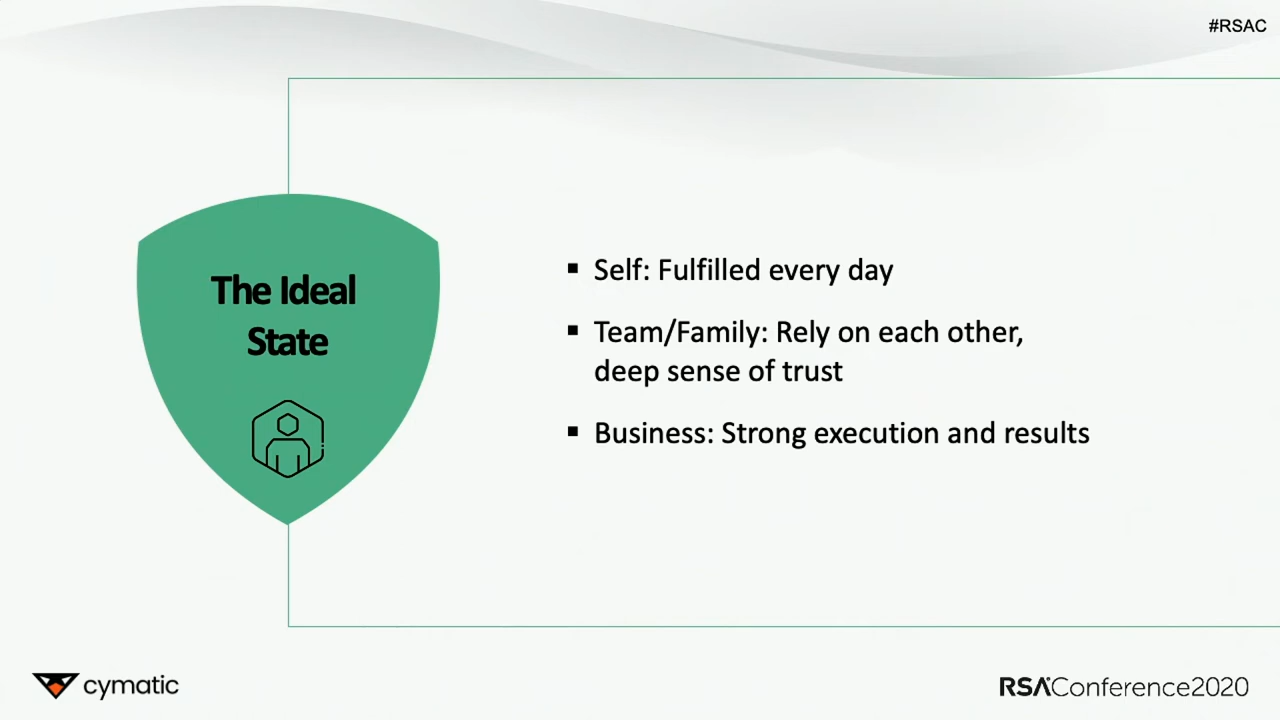 #RSAC
The Ideal
State
▪ Self: Fulfilled every day
▪ Team/Family: Rely on each other,
deep sense of trust
▪ Business: Strong execution and results
cymatic
RSAConference2020